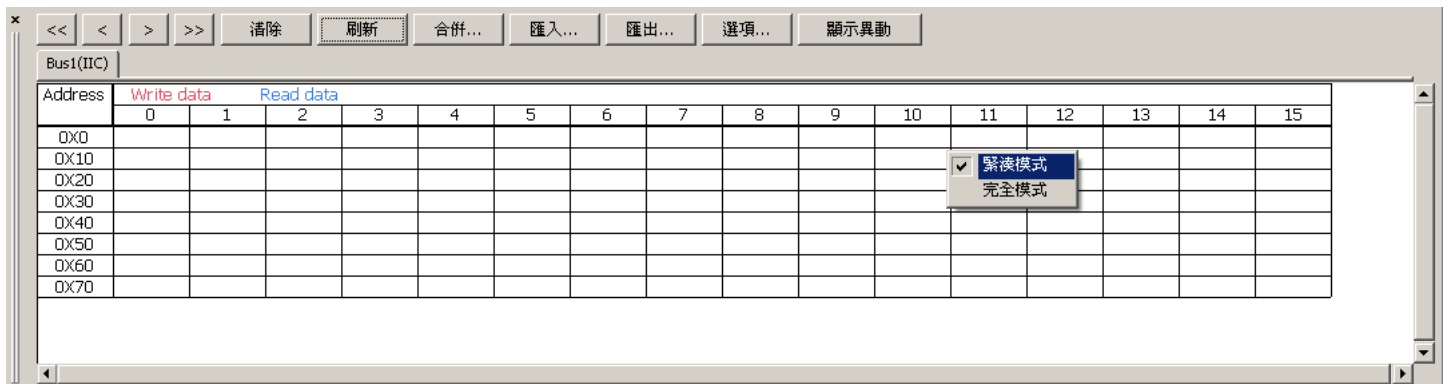 × << < > >> 清除 刷新 合併... 匯入... 匯出... 選項... 顯示異動
Bus1(IIC)
Address Write data Read data
0 1 2 3 4 5 6 7 8 9 10 11 12 13 14 15
0X0
0X10
緊湊模式
0X20
完全模式
0X30
0X40
0X50
0X60
0X70